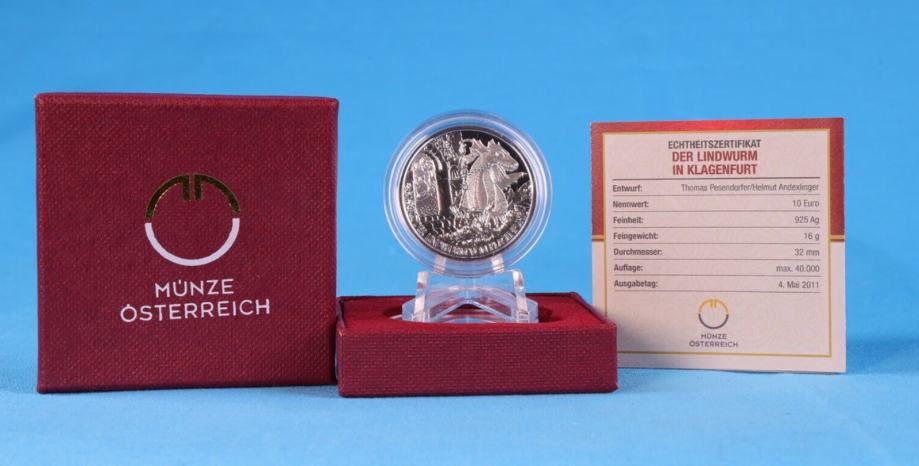 MÜNZE
ÖSTERREICH
ECHTHEITSZERTIFIKAT
DER LINDWURM
IN KLAGENFURT
Entwurf: Thomas Pesendorfer/Helmut Andexlinger
Nennwert: 10 Euro
Feinheit: 925 Ag
Feingewicht: 16 g
Durchmesser: 32 mm
Auflage: max. 40.000
Ausgabetag: 4. Mai 2011
MÜNZE
ÖSTERREICH